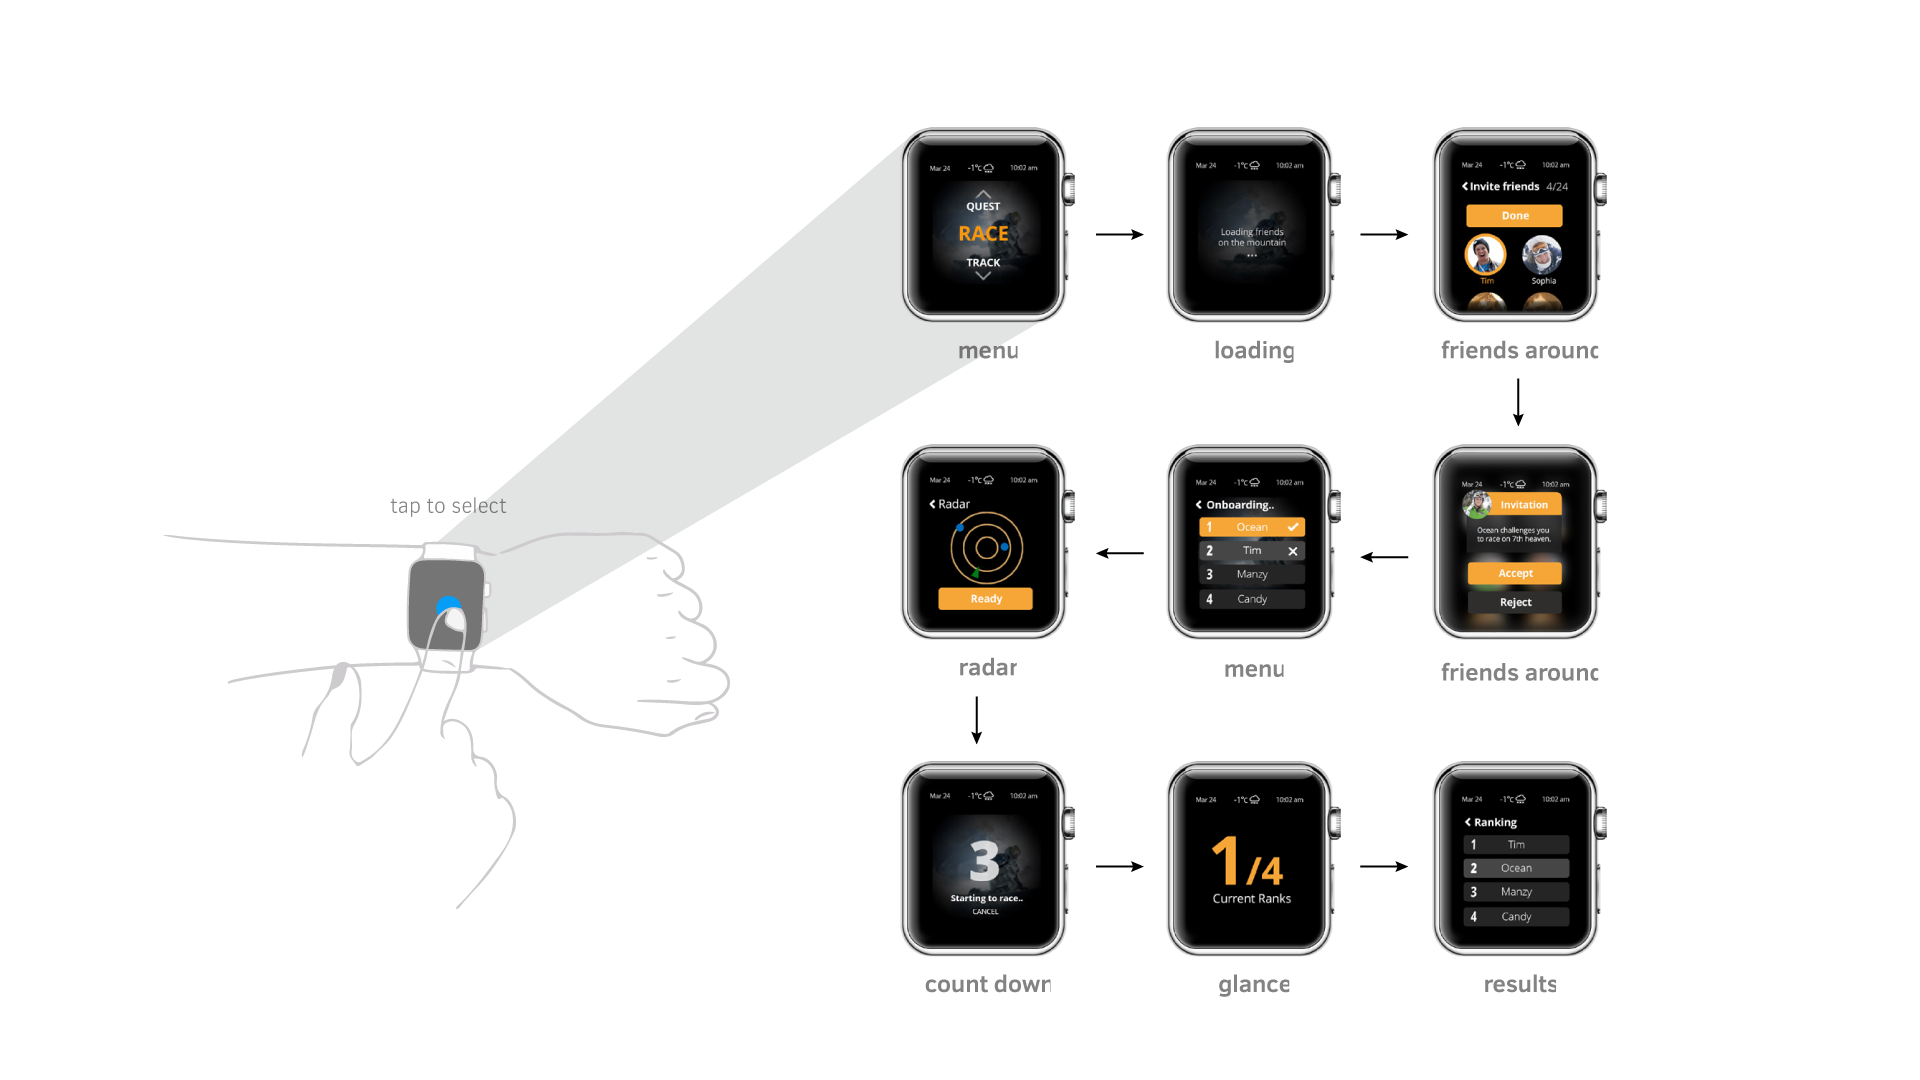 Mar 24 -1°C 10:02 am
QUEST
RACE
TRACK
menu
Mar 24 -1°C 10:02 am
Loading friends
on the mountain
...
loading
Mar 24 -1°C 10:02 am
Invite friends 4/24
Done
Tim Sophia
friends around
tap to select
Mar 24 -1°C 10:02 am
Radar
Ready
radar
Mar 24 -1°C 10:02 am
Onboarding..
1 Ocean
2 Tim
3 Manzy
4 Candy
menu
Mar 24 -1°C 10:02 am
Invitation
Ocean challenges you
to race on 7th heaven.
Accept
Reject
friends around
Mar 24 -1°C 10:02 am
3
Starting to race..
CANCEL
count down
Mar 24 -1°C 10:02 am
1/4
Current Ranks
glance
Mar 24 -1°C 10:02 am
Ranking
1 Tim
2 Ocean
3 Manzy
4 Candy
results